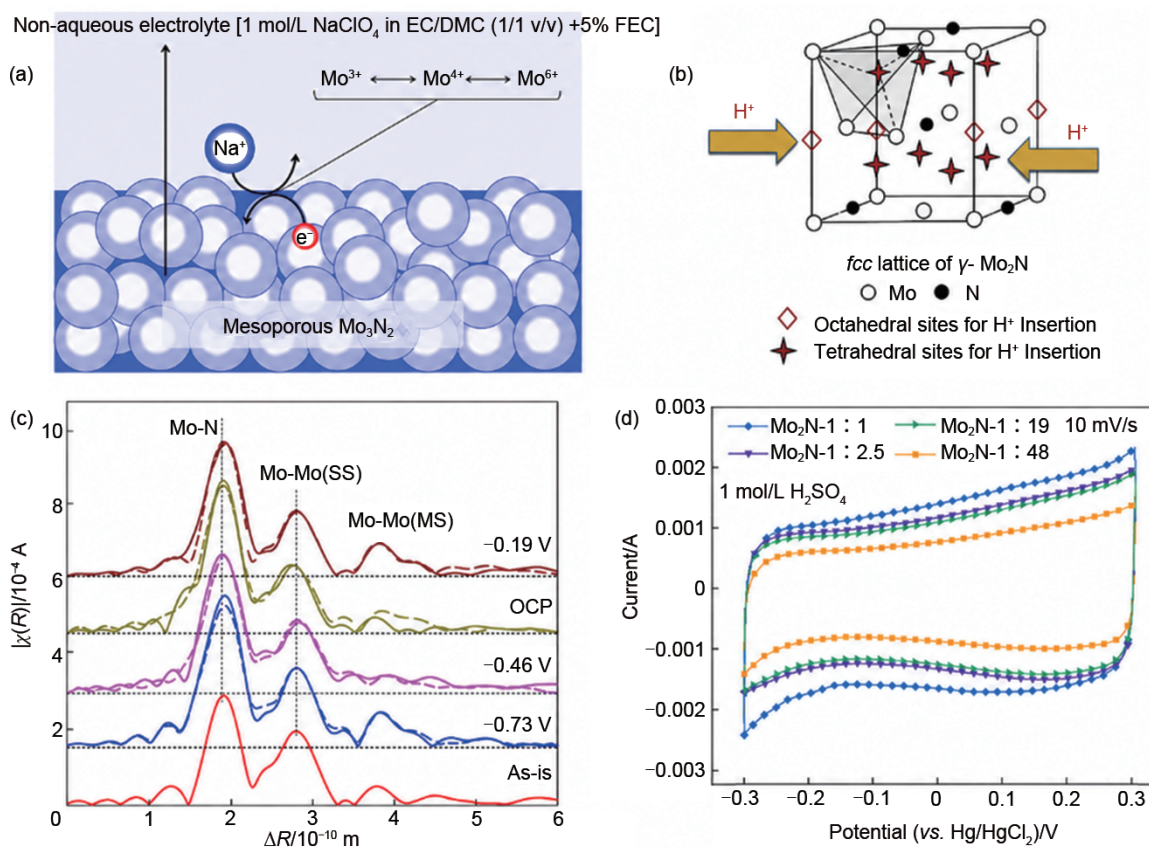 Non-aqueous electrolyte [1 mol/L NaClO₄ in EC/DMC (1/1 v/v) +5% FEC]
(a)
Mo³⁺ ⟷ Mo⁴⁺ ⟷ Mo⁶⁺
Na⁺
e⁻
Mesoporous Mo₃N₂
(b)
H⁺
H⁺
fcc lattice of γ- Mo₂N
Mo
N
Octahedral sites for H⁺ Insertion
Tetrahedral sites for H⁺ Insertion
(c)
Mo-N
Mo-Mo(SS)
Mo-Mo(MS)
−0.19 V
OCP
−0.46 V
−0.73 V
As-is
10
8
6
4
2
|χ(R)|/10⁻⁴ A
0 1 2 3 4 5 6
ΔR/10⁻¹⁰ m
(d)
Mo₂N-1∶1
Mo₂N-1∶19
10 mV/s
Mo₂N-1∶2.5
Mo₂N-1∶48
1 mol/L H₂SO₄
0.003
0.002
0.001
0
−0.001
−0.002
−0.003
Current/A
−0.3 −0.2 −0.1 0 0.1 0.2 0.3
Potential (vs. Hg/HgCl₂)/V